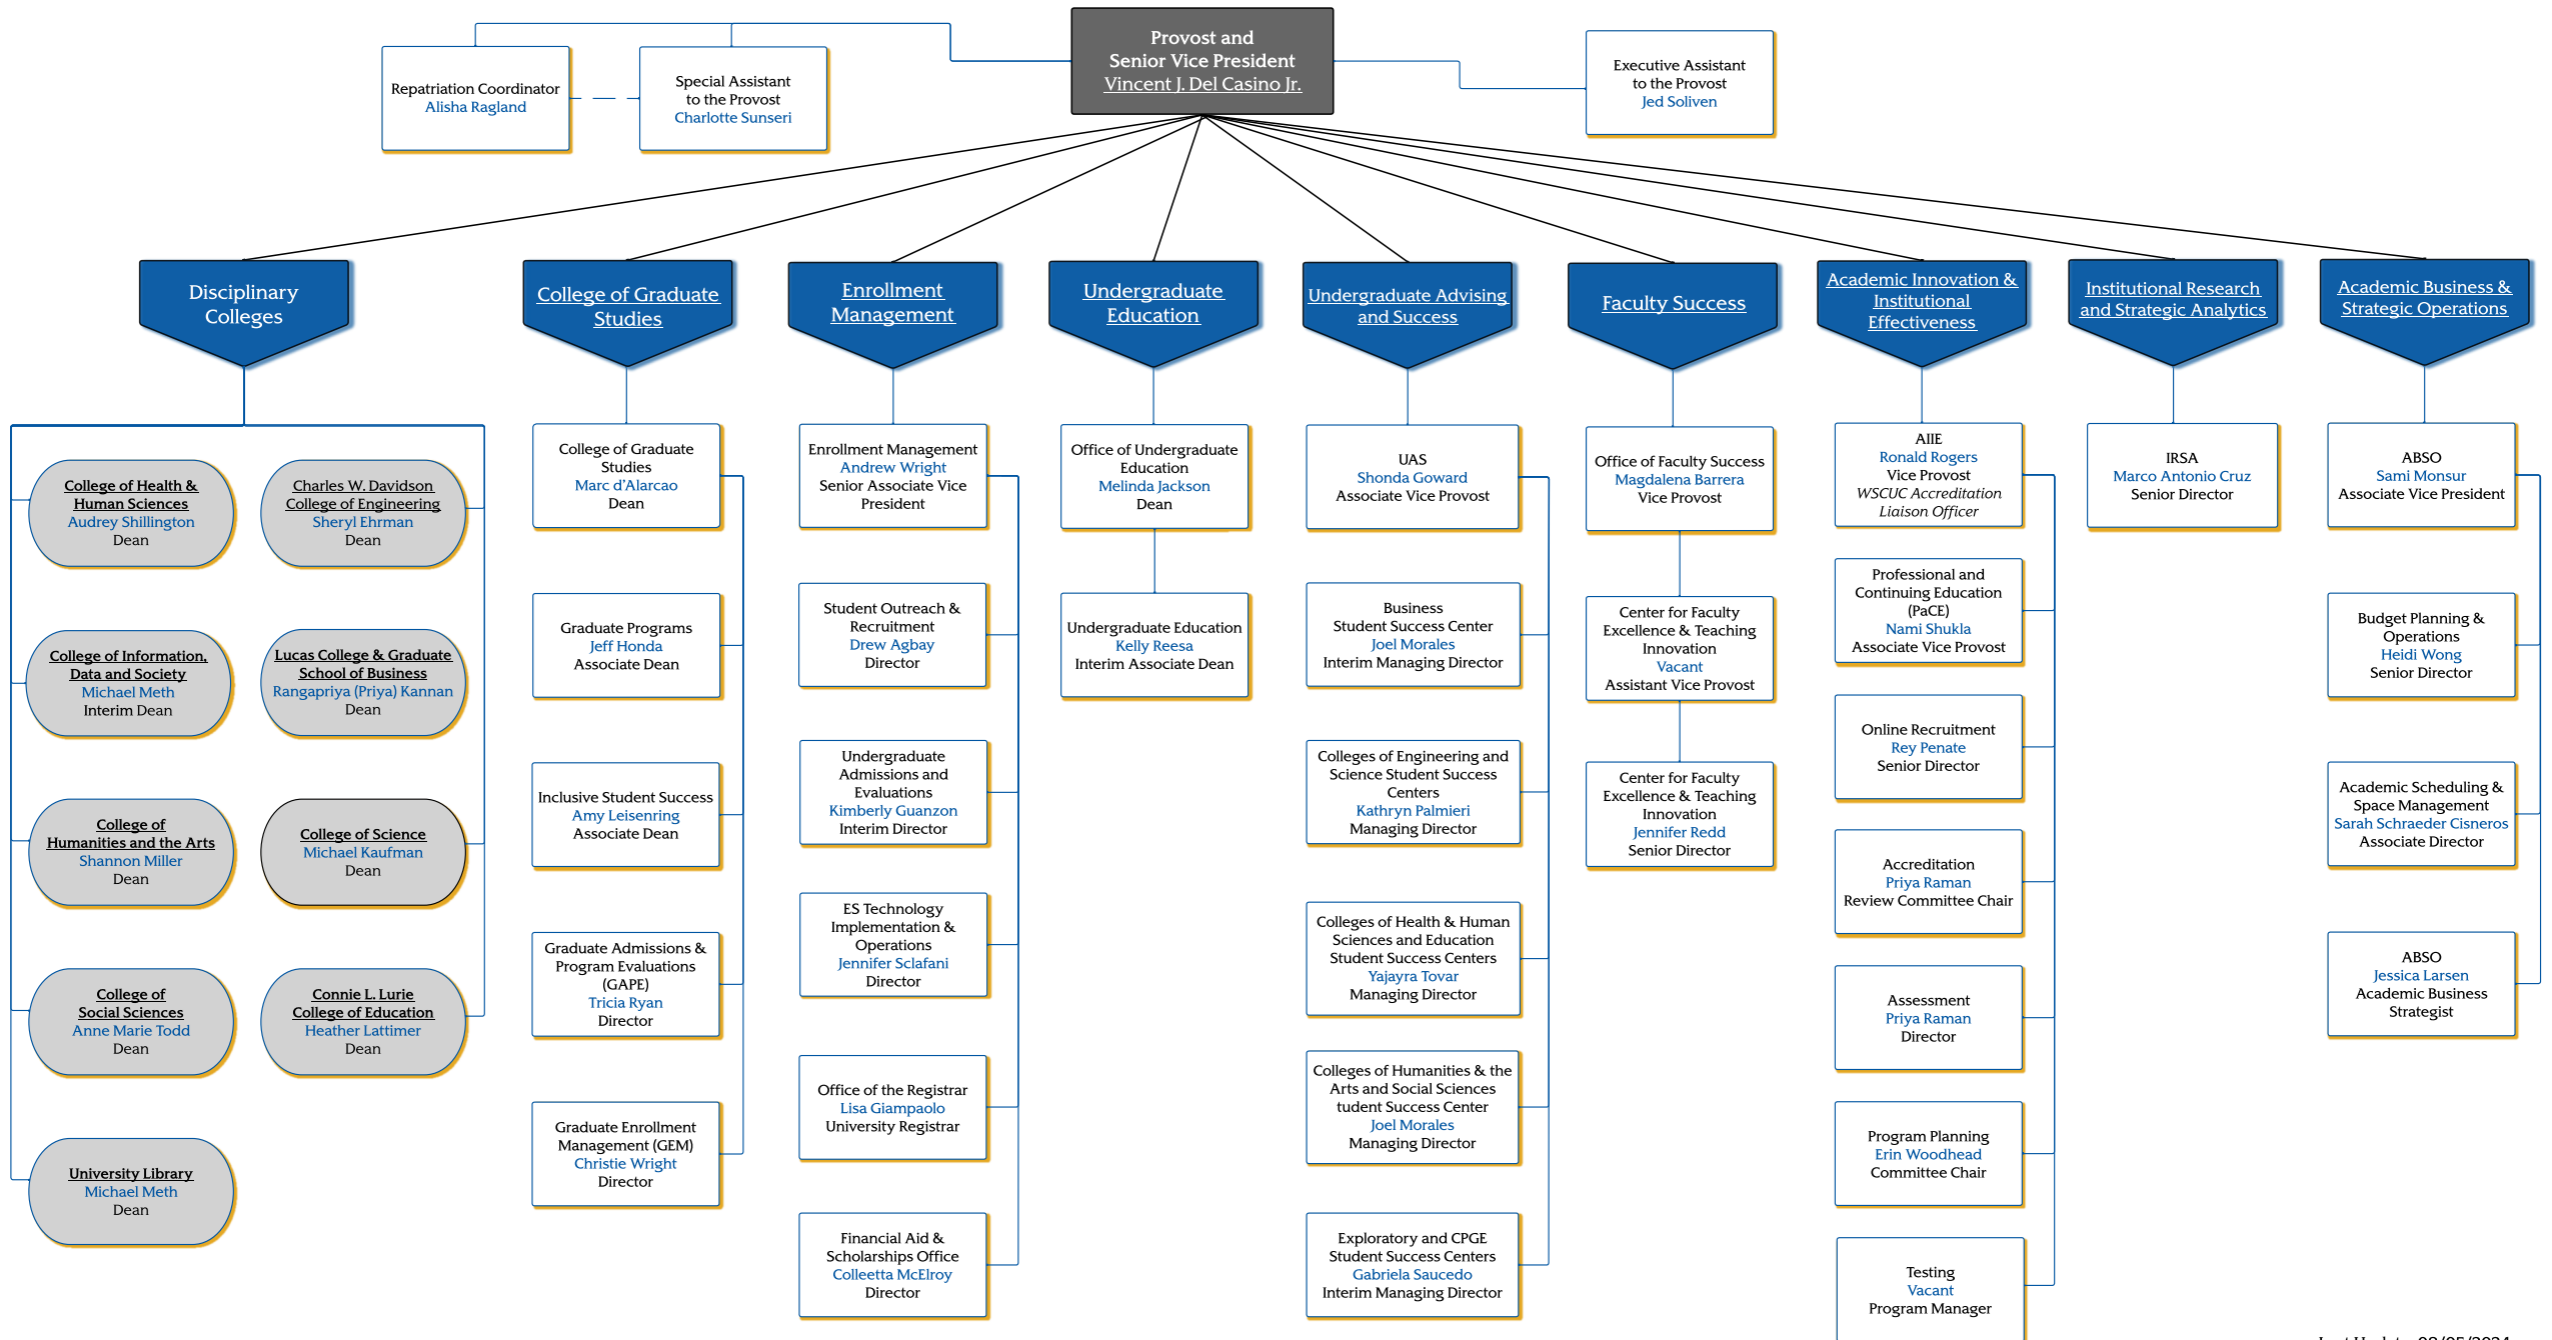 Provost and
Senior Vice President
Vincent J. Del Casino Jr.
Repatriation Coordinator
Alisha Ragland
Special Assistant
to the Provost
Charlotte Sunseri
Executive Assistant
to the Provost
Jed Soliven
Disciplinary
Colleges
College of Graduate
Studies
Enrollment
Management
Undergraduate
Education
Undergraduate Advising
and Success
Faculty Success
Academic Innovation &
Institutional
Effectiveness
Institutional Research
and Strategic Analytics
Academic Business &
Strategic Operations
College of Health &
Human Sciences
Audrey Shillington
Dean
Charles W. Davidson
College of Engineering
Sheryl Ehrman
Dean
College of Information,
Data and Society
Michael Meth
Interim Dean
Lucas College & Graduate
School of Business
Rangapriya (Priya) Kannan
Dean
College of
Humanities and the Arts
Shannon Miller
Dean
College of Science
Michael Kaufman
Dean
College of
Social Sciences
Anne Marie Todd
Dean
Connie L. Lurie
College of Education
Heather Lattimer
Dean
University Library
Michael Meth
Dean
College of Graduate
Studies
Marc d'Alarcao
Dean
Graduate Programs
Jeff Honda
Associate Dean
Inclusive Student Success
Amy Leisenring
Associate Dean
Graduate Admissions &
Program Evaluations
(GAPE)
Tricia Ryan
Director
Graduate Enrollment
Management (GEM)
Christie Wright
Director
Enrollment Management
Andrew Wright
Senior Associate Vice
President
Student Outreach &
Recruitment
Drew Agbay
Director
Undergraduate
Admissions and
Evaluations
Kimberly Guanzon
Interim Director
ES Technology
Implementation &
Operations
Jennifer Sclafani
Director
Office of the Registrar
Lisa Giampaolo
University Registrar
Financial Aid &
Scholarships Office
Colleetta McElroy
Director
Office of Undergraduate
Education
Melinda Jackson
Dean
Undergraduate Education
Kelly Reesa
Interim Associate Dean
UAS
Shonda Goward
Associate Vice Provost
Business
Student Success Center
Joel Morales
Interim Managing Director
Colleges of Engineering and
Science Student Success
Centers
Kathryn Palmieri
Managing Director
Colleges of Health & Human
Sciences and Education
Student Success Centers
Yajayra Tovar
Managing Director
Colleges of Humanities & the
Arts and Social Sciences
tudent Success Center
Joel Morales
Managing Director
Exploratory and CPGE
Student Success Centers
Gabriela Saucedo
Interim Managing Director
Office of Faculty Success
Magdalena Barrera
Vice Provost
Center for Faculty
Excellence & Teaching
Innovation
Vacant
Assistant Vice Provost
Center for Faculty
Excellence & Teaching
Innovation
Jennifer Redd
Senior Director
AIIE
Ronald Rogers
Vice Provost
WSCUC Accreditation
Liaison Officer
Professional and
Continuing Education
(PaCE)
Nami Shukla
Associate Vice Provost
Online Recruitment
Rey Penate
Senior Director
Accreditation
Priya Raman
Review Committee Chair
Assessment
Priya Raman
Director
Program Planning
Erin Woodhead
Committee Chair
Testing
Vacant
Program Manager
IRSA
Marco Antonio Cruz
Senior Director
ABSO
Sami Monsur
Associate Vice President
Budget Planning &
Operations
Heidi Wong
Senior Director
Academic Scheduling &
Space Management
Sarah Schraeder Cisneros
Associate Director
ABSO
Jessica Larsen
Academic Business
Strategist